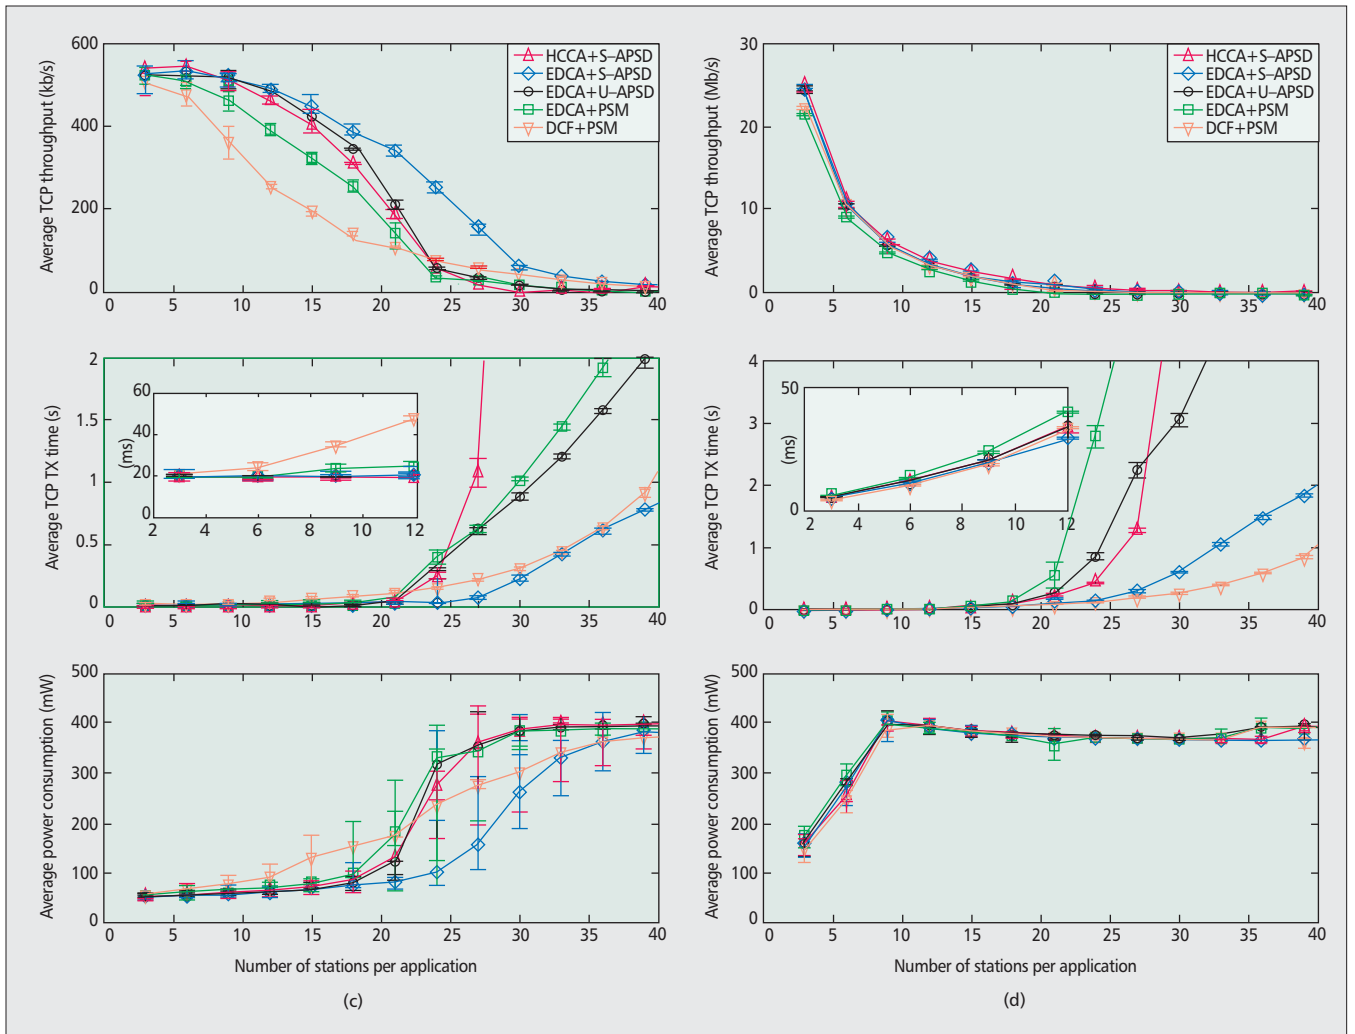 600
400
200
0
Average TCP throughput (kb/s)
HCCA+S–APSD
EDCA+S–APSD
EDCA+U–APSD
EDCA+PSM
DCF+PSM
0 5 10 15 20 25 30 35 40
30
20
10
0
Average TCP throughput (Mb/s)
HCCA+S–APSD
EDCA+S–APSD
EDCA+U–APSD
EDCA+PSM
DCF+PSM
0 5 10 15 20 25 30 35 40
2
1.5
1
0.5
0
Average TCP TX time (s)
60
40
20
0
(ms)
2 4 6 8 10 12
0 5 10 15 20 25 30 35 40
4
3
2
1
0
Average TCP TX time (s)
50
0
(ms)
2 4 6 8 10 12
0 5 10 15 20 25 30 35 40
500
400
300
200
100
0
Average power consumption (mW)
0 5 10 15 20 25 30 35 40
Number of stations per application
(c)
500
400
300
200
100
0
Average power consumption (mW)
0 5 10 15 20 25 30 35 40
Number of stations per application
(d)